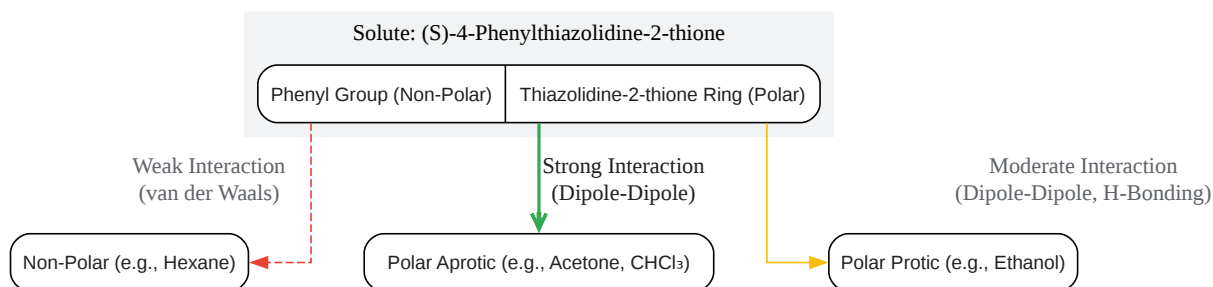 Solute: (S)-4-Phenylthiazolidine-2-thione
Phenyl Group (Non-Polar)
Thiazolidine-2-thione Ring (Polar)
Weak Interaction
(van der Waals)
Strong Interaction
(Dipole-Dipole)
Moderate Interaction
(Dipole-Dipole, H-Bonding)
Non-Polar (e.g., Hexane)
Polar Aprotic (e.g., Acetone, CHCl₃)
Polar Protic (e.g., Ethanol)